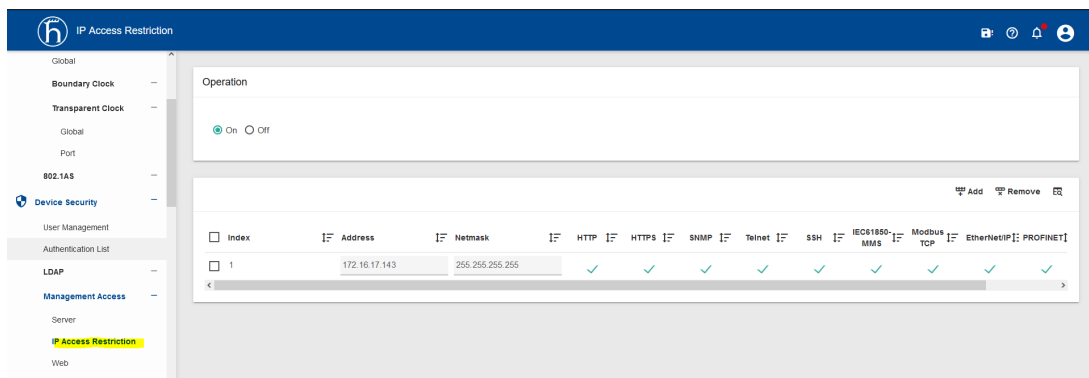 IP Access Restriction
Global
Boundary Clock
Transparent Clock
Global
Port
802.1AS
Device Security
User Management
Authentication List
LDAP
Management Access
Server
IP Access Restriction
Web
Operation
On Off
Add Remove
Index Address Netmask HTTP HTTPS SNMP Telnet SSH IEC61850-MMS Modbus TCP EtherNet/IP PROFINET
1 172.16.17.143 255.255.255.255